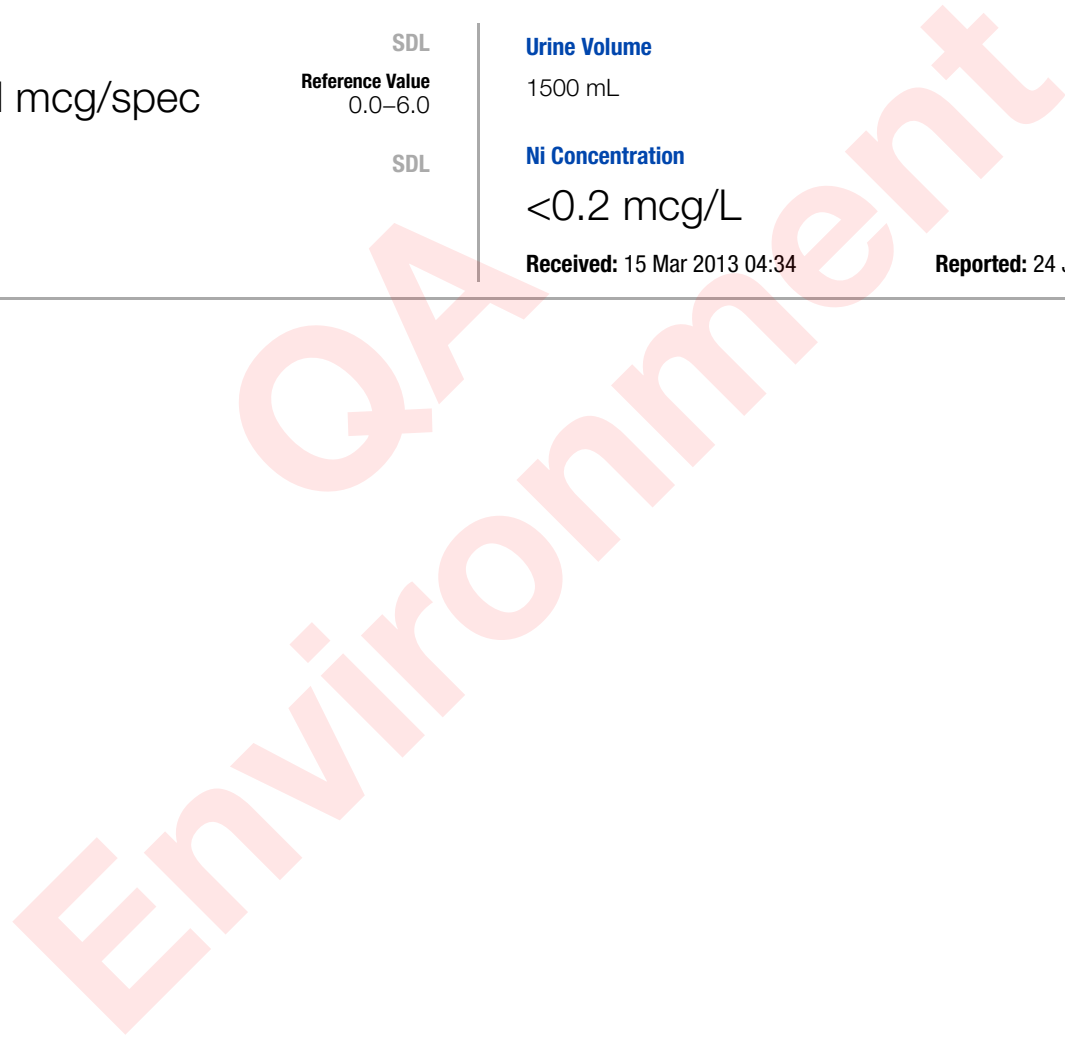 SDL
mcg/spec
Reference Value
0.0–6.0
SDL
Urine Volume
1500 mL
Ni Concentration
<0.2 mcg/L
Received: 15 Mar 2013 04:34
Reported: 24
QA
Environment